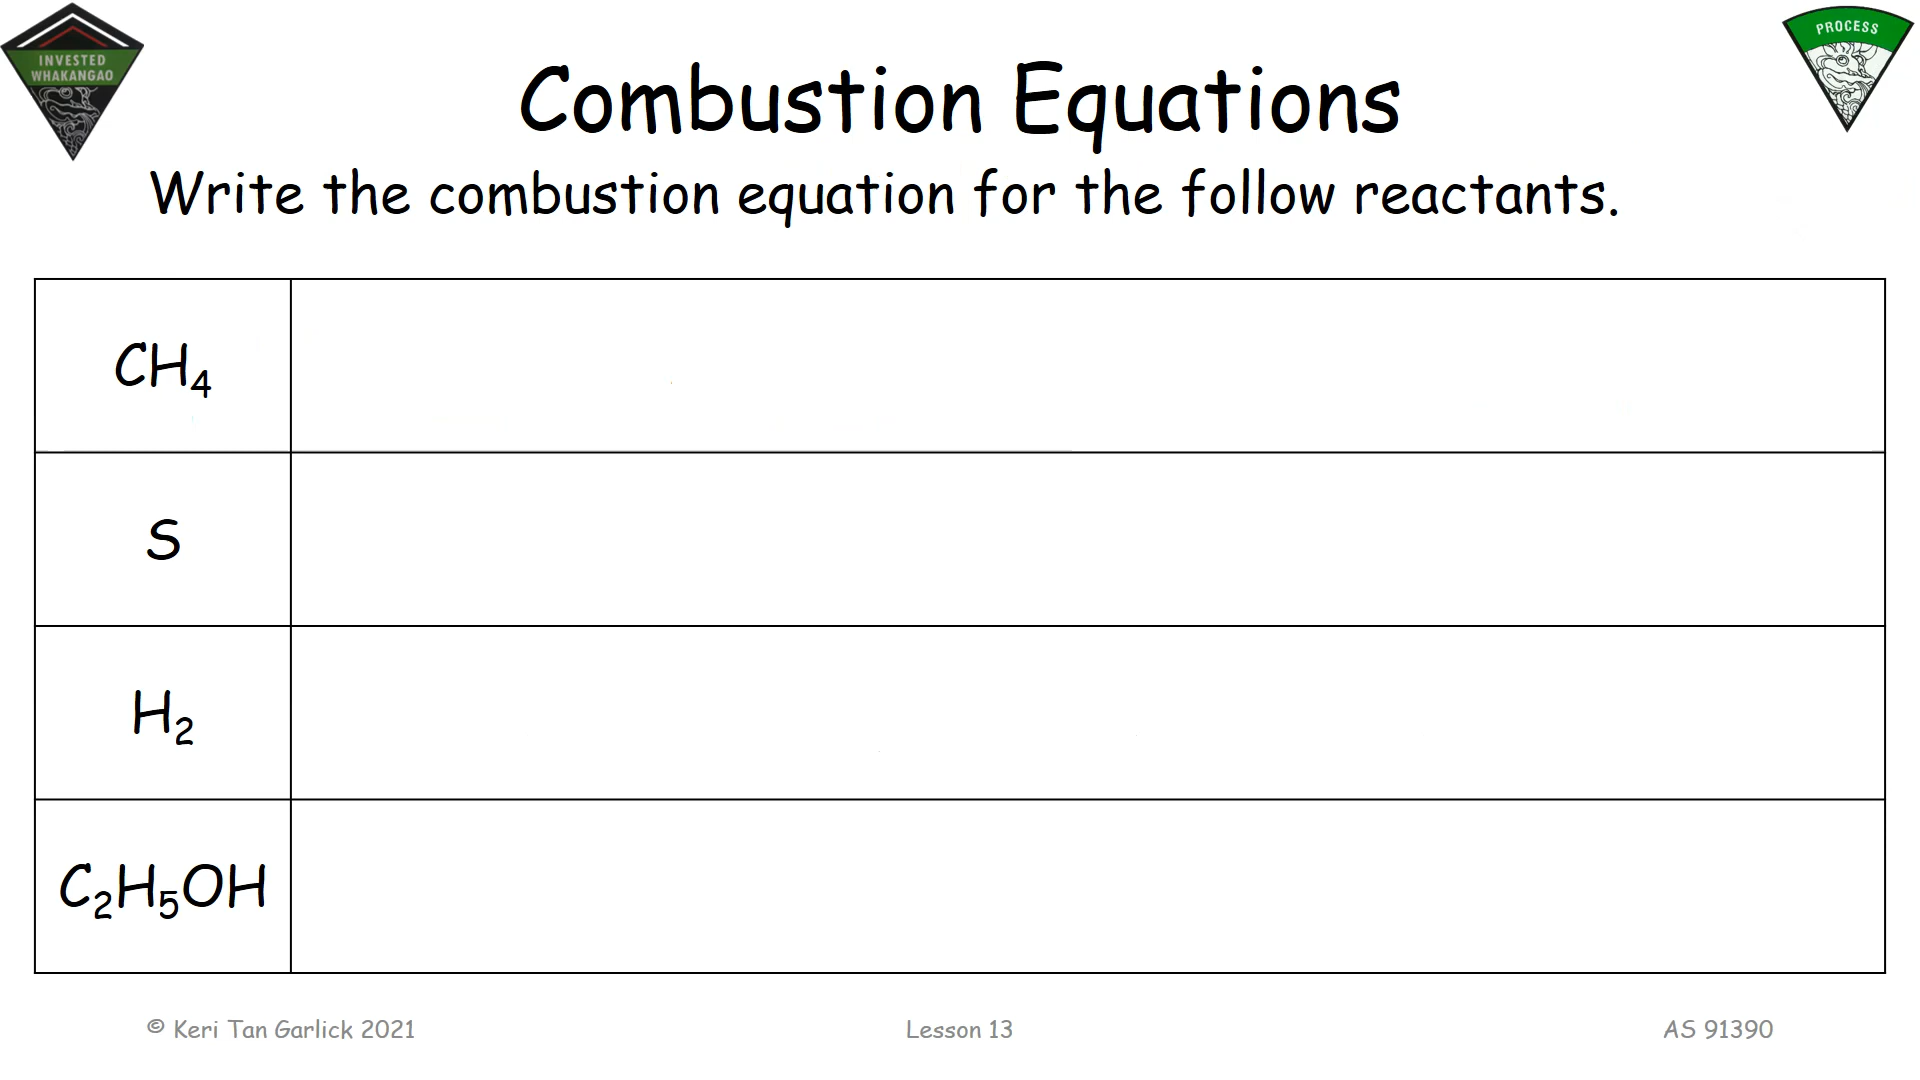 INVESTED
WHAKANGAO
PROCESS
Combustion Equations
Write the combustion equation for the follow reactants.
CH₄
S
H₂
C₂H₅OH
© Keri Tan Garlick 2021
Lesson 13
AS 91390